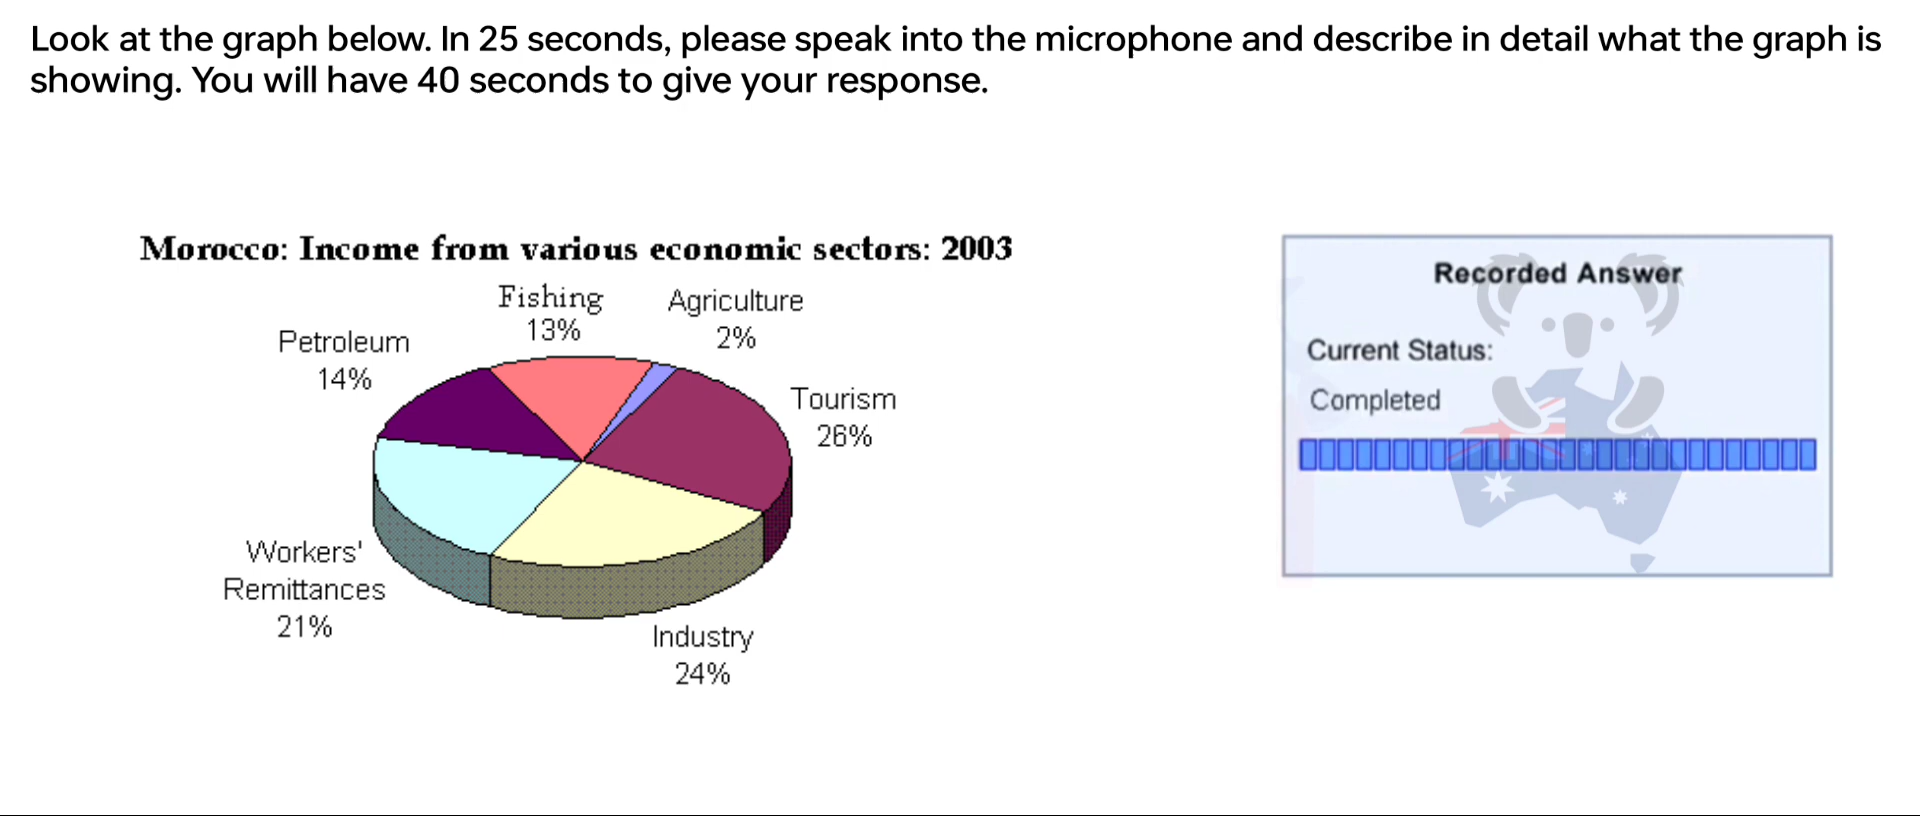 Look at the graph below. In 25 seconds, please speak into the microphone and describe in detail what the graph is
showing. You will have 40 seconds to give your response.
Morocco: Income from various economic sectors: 2003
Fishing
13%
Agriculture
2%
Petroleum
14%
Tourism
26%
Workers'
Remittances
21%
Industry
24%
Recorded Answer
Current Status:
Completed